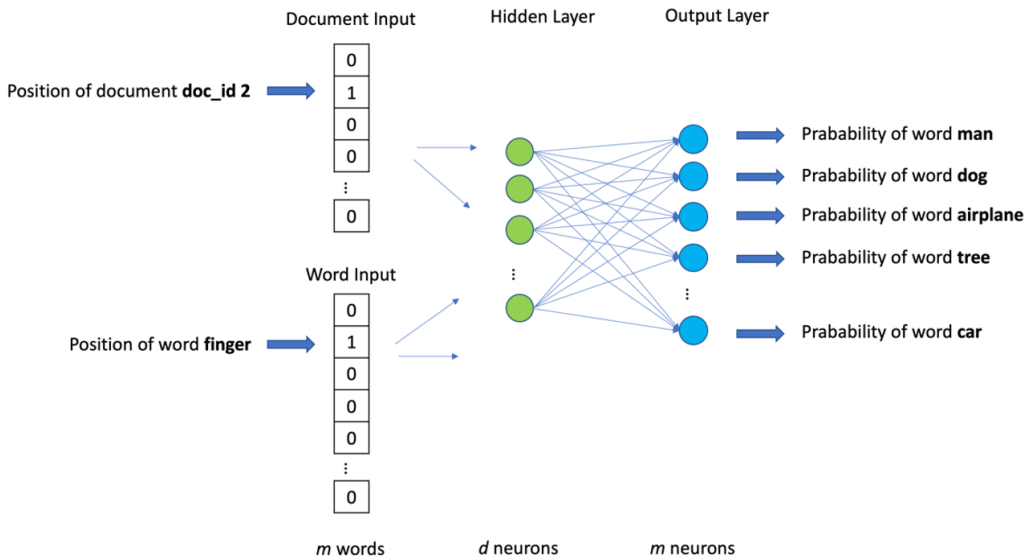 Document Input
Hidden Layer
Output Layer
Position of document doc_id 2
0
1
0
0
...
0
Word Input
Position of word finger
0
1
0
0
0
...
0
...
...
Prabability of word man
Prabability of word dog
Prabability of word airplane
Prabability of word tree
Prabability of word car
m words
d neurons
m neurons